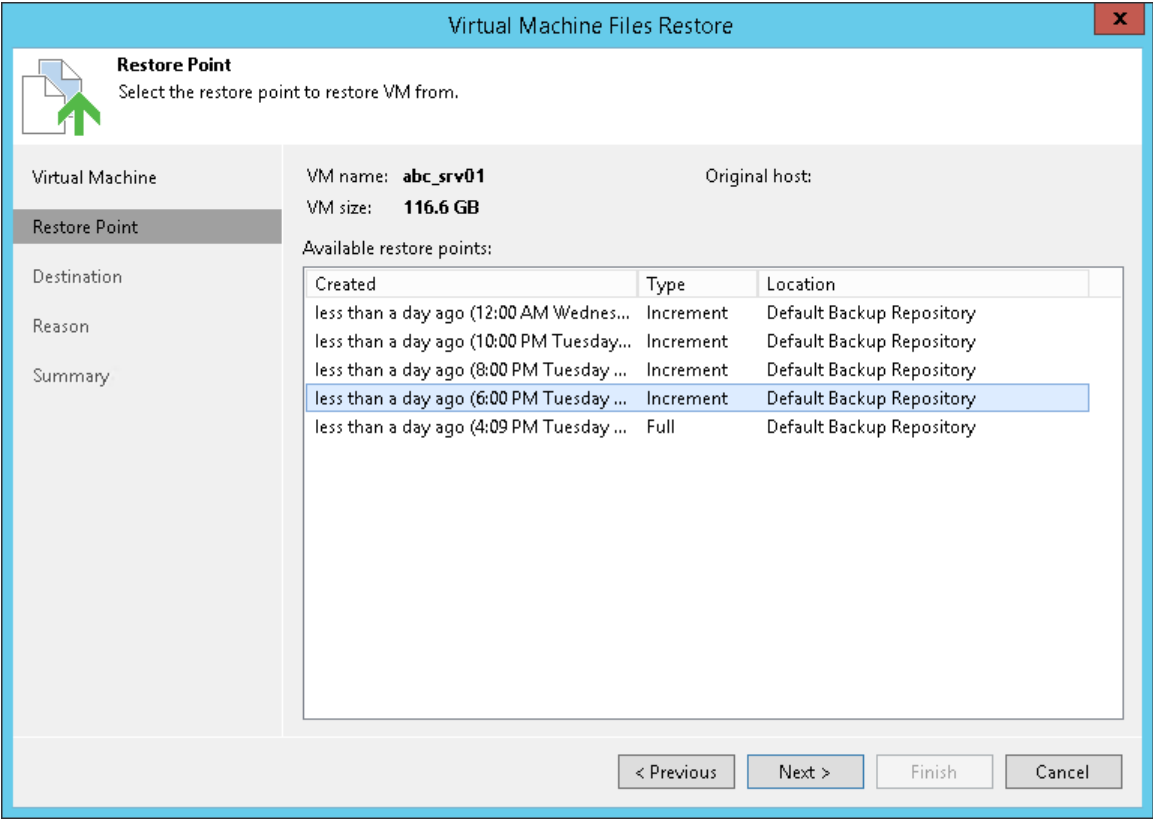 Virtual Machine Files Restore
x
Restore Point
Select the restore point to restore VM from.
Virtual Machine
Restore Point
Destination
Reason
Summary
VM name: abc_srv01 Original host:
VM size: 116.6 GB
Available restore points:
Created Type Location
less than a day ago (12:00 AM Wednes... Increment Default Backup Repository
less than a day ago (10:00 PM Tuesday... Increment Default Backup Repository
less than a day ago (8:00 PM Tuesday ... Increment Default Backup Repository
less than a day ago (6:00 PM Tuesday ... Increment Default Backup Repository
less than a day ago (4:09 PM Tuesday ... Full Default Backup Repository
< Previous Next > Finish Cancel